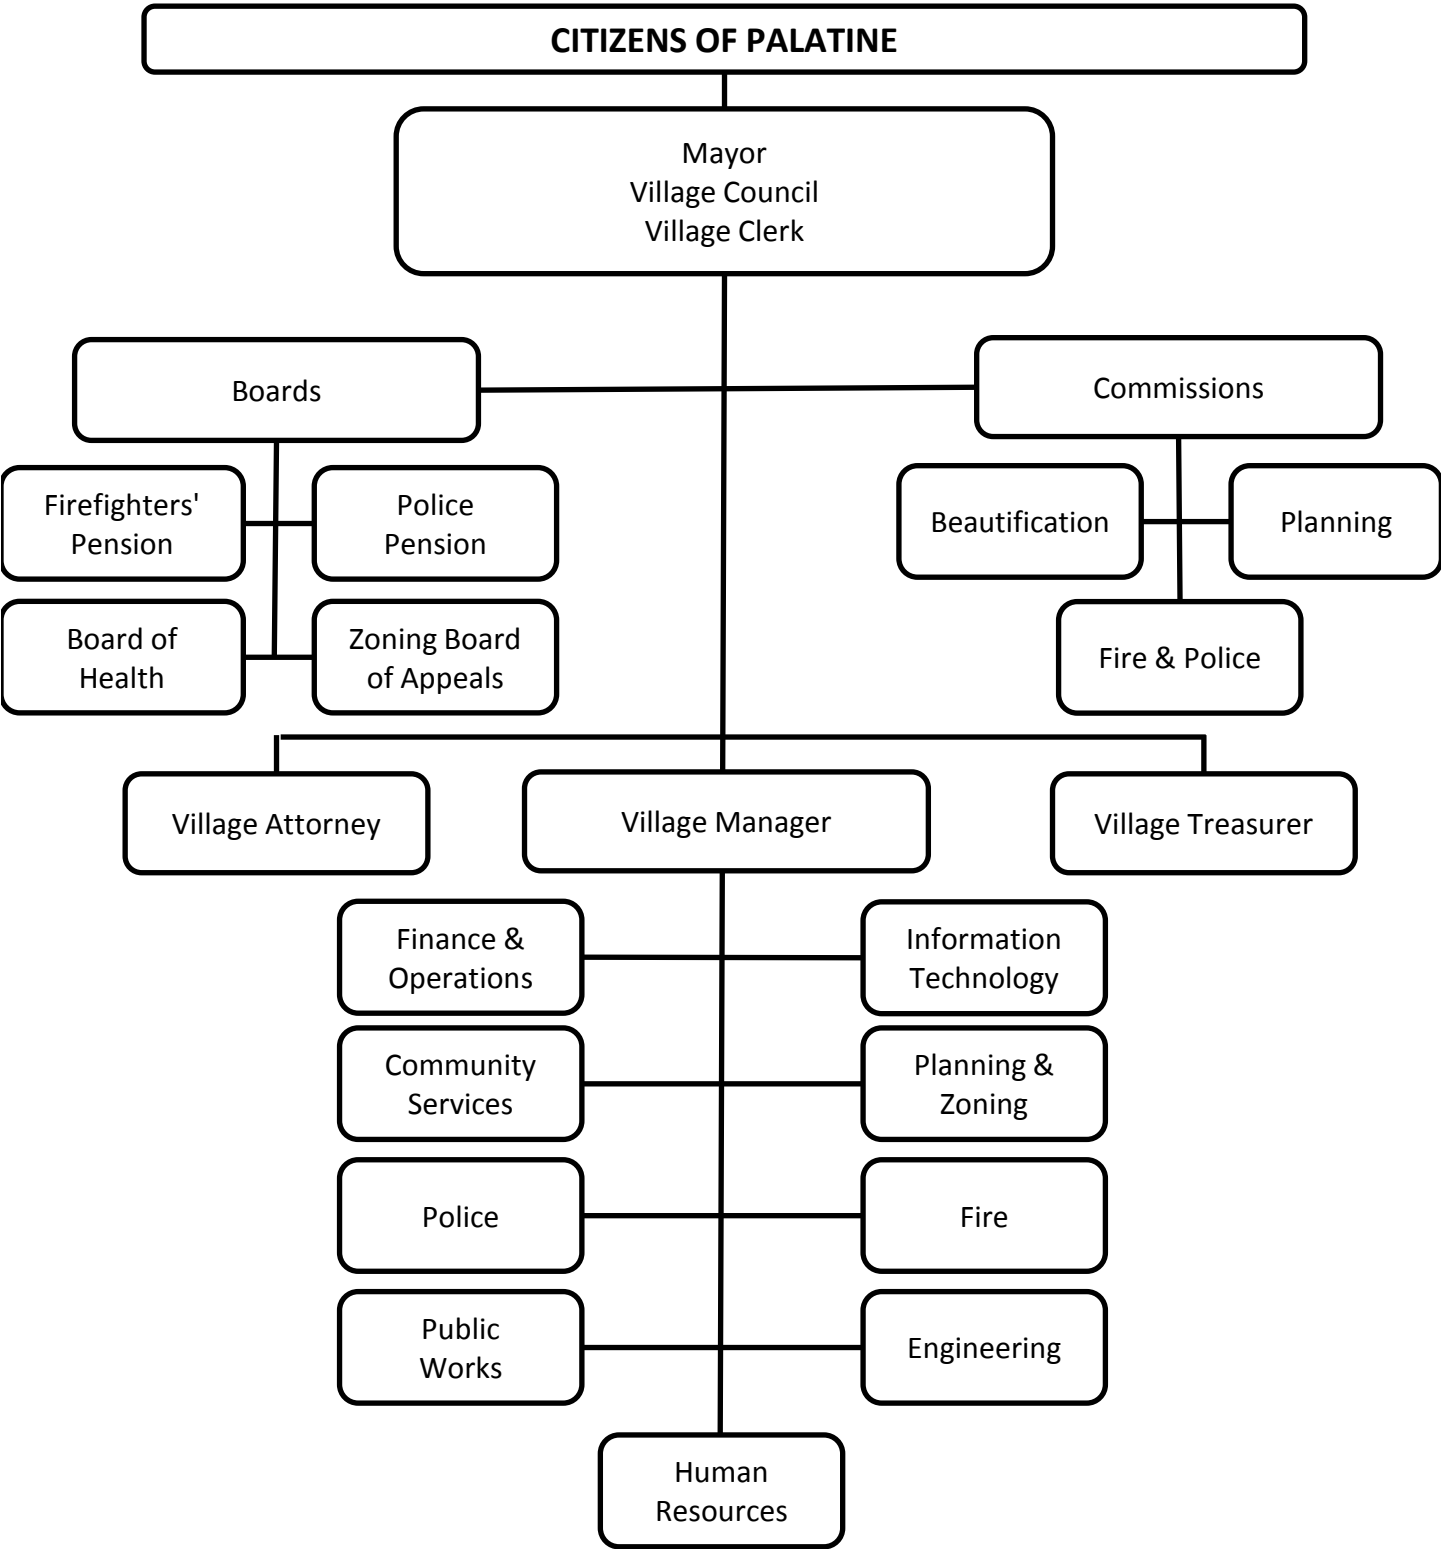 CITIZENS OF PALATINE
Mayor
Village Council
Village Clerk
Boards
Commissions
Firefighters'
Pension
Police
Pension
Beautification
Planning
Board of
Health
Zoning Board
of Appeals
Fire & Police
Village Attorney
Village Manager
Village Treasurer
Finance &
Operations
Information
Technology
Community
Services
Planning &
Zoning
Police
Fire
Public
Works
Engineering
Human
Resources